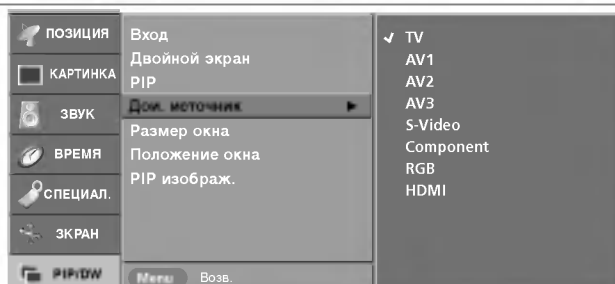 ПОЗИЦИЯ
КАРТИНКА
ЗВУК
ВРЕМЯ
СПЕЦИАЛ.
ЗКРАН
PIP/DW
Вход
Двойной экран
PIP
Доп. источник
Размер окна
Положение окна
PIP изображ.
Menu Возв.
✓ TV
AV1
AV2
AV3
S-Video
Component
RGB
HDMI